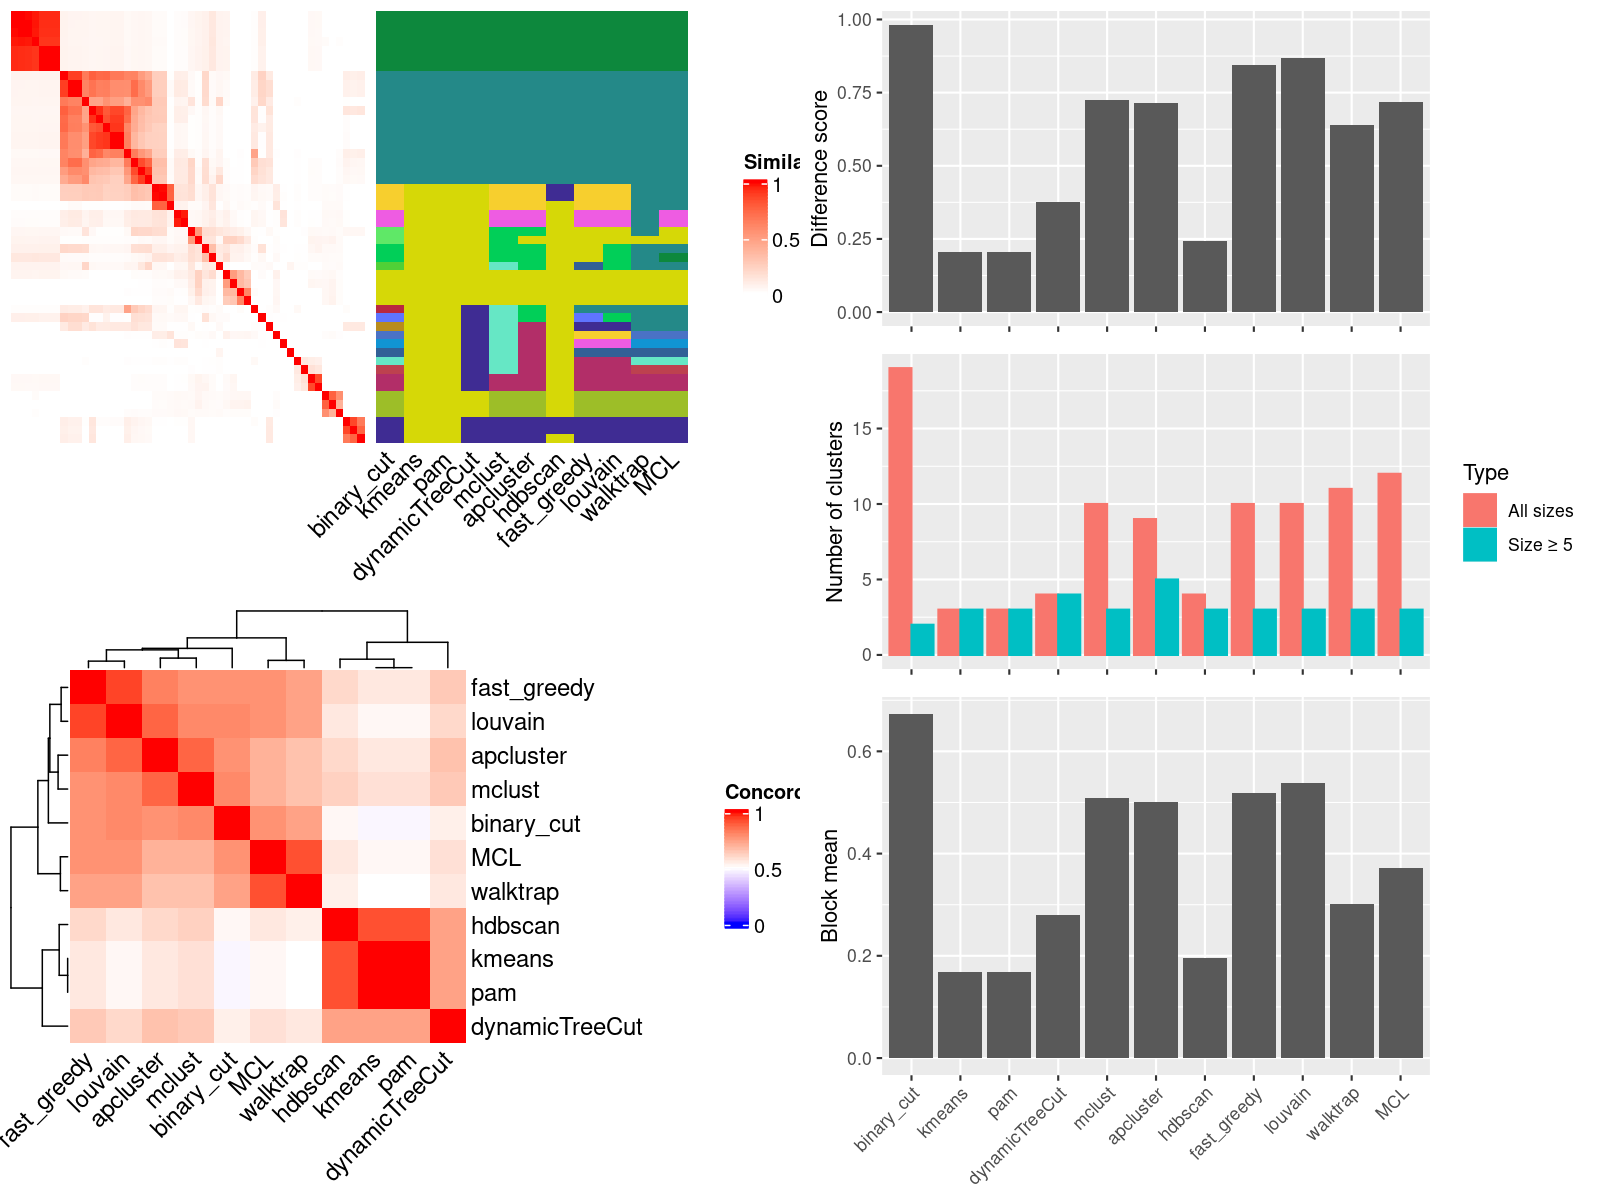 Simila
1
0.5
0
binary_cut
kmeans
pam
dynamicTreeCut
mclust
apcluster
hdbscan
fast_greedy
louvain
walktrap
MCL
fast_greedy
louvain
apcluster
mclust
binary_cut
MCL
walktrap
hdbscan
kmeans
pam
dynamicTreeCut
fast_greedy
louvain
apcluster
mclust
binary_cut
MCL
walktrap
hdbscan
kmeans
pam
dynamicTreeCut
Concord
1
0.5
0
Difference score
1.00
0.75
0.50
0.25
0.00
Number of clusters
15
10
5
0
Type
All sizes
Size ≥ 5
Block mean
0.6
0.4
0.2
0.0
binary_cut
kmeans
pam
dynamicTreeCut
mclust
apcluster
hdbscan
fast_greedy
louvain
walktrap
MCL